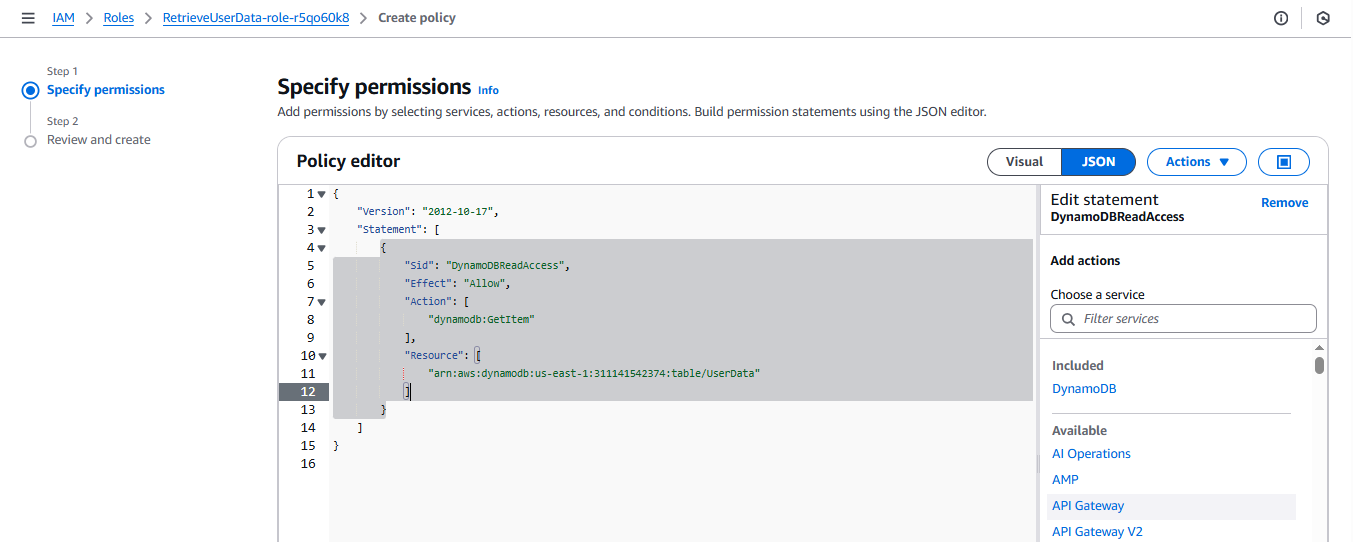 IAM > Roles > RetrieveUserData-role-r5qo60k8 > Create policy
Step 1
Specify permissions
Step 2
Review and create
Specify permissions Info
Add permissions by selecting services, actions, resources, and conditions. Build permission statements using the JSON editor.
Policy editor
Visual
JSON
Actions
1 {
2 "Version": "2012-10-17",
3 "Statement": [
4 {
5 "Sid": "DynamoDBReadAccess",
6 "Effect": "Allow",
7 "Action": [
8 "dynamodb:GetItem"
9 ],
10 "Resource": [
11 "arn:aws:dynamodb:us-east-1:311141542374:table/UserData"
12 ]
13 }
14 ]
15 }
16
Edit statement
Remove
DynamoDBReadAccess
Add actions
Choose a service
Filter services
Included
DynamoDB
Available
AI Operations
AMP
API Gateway
API Gateway V2